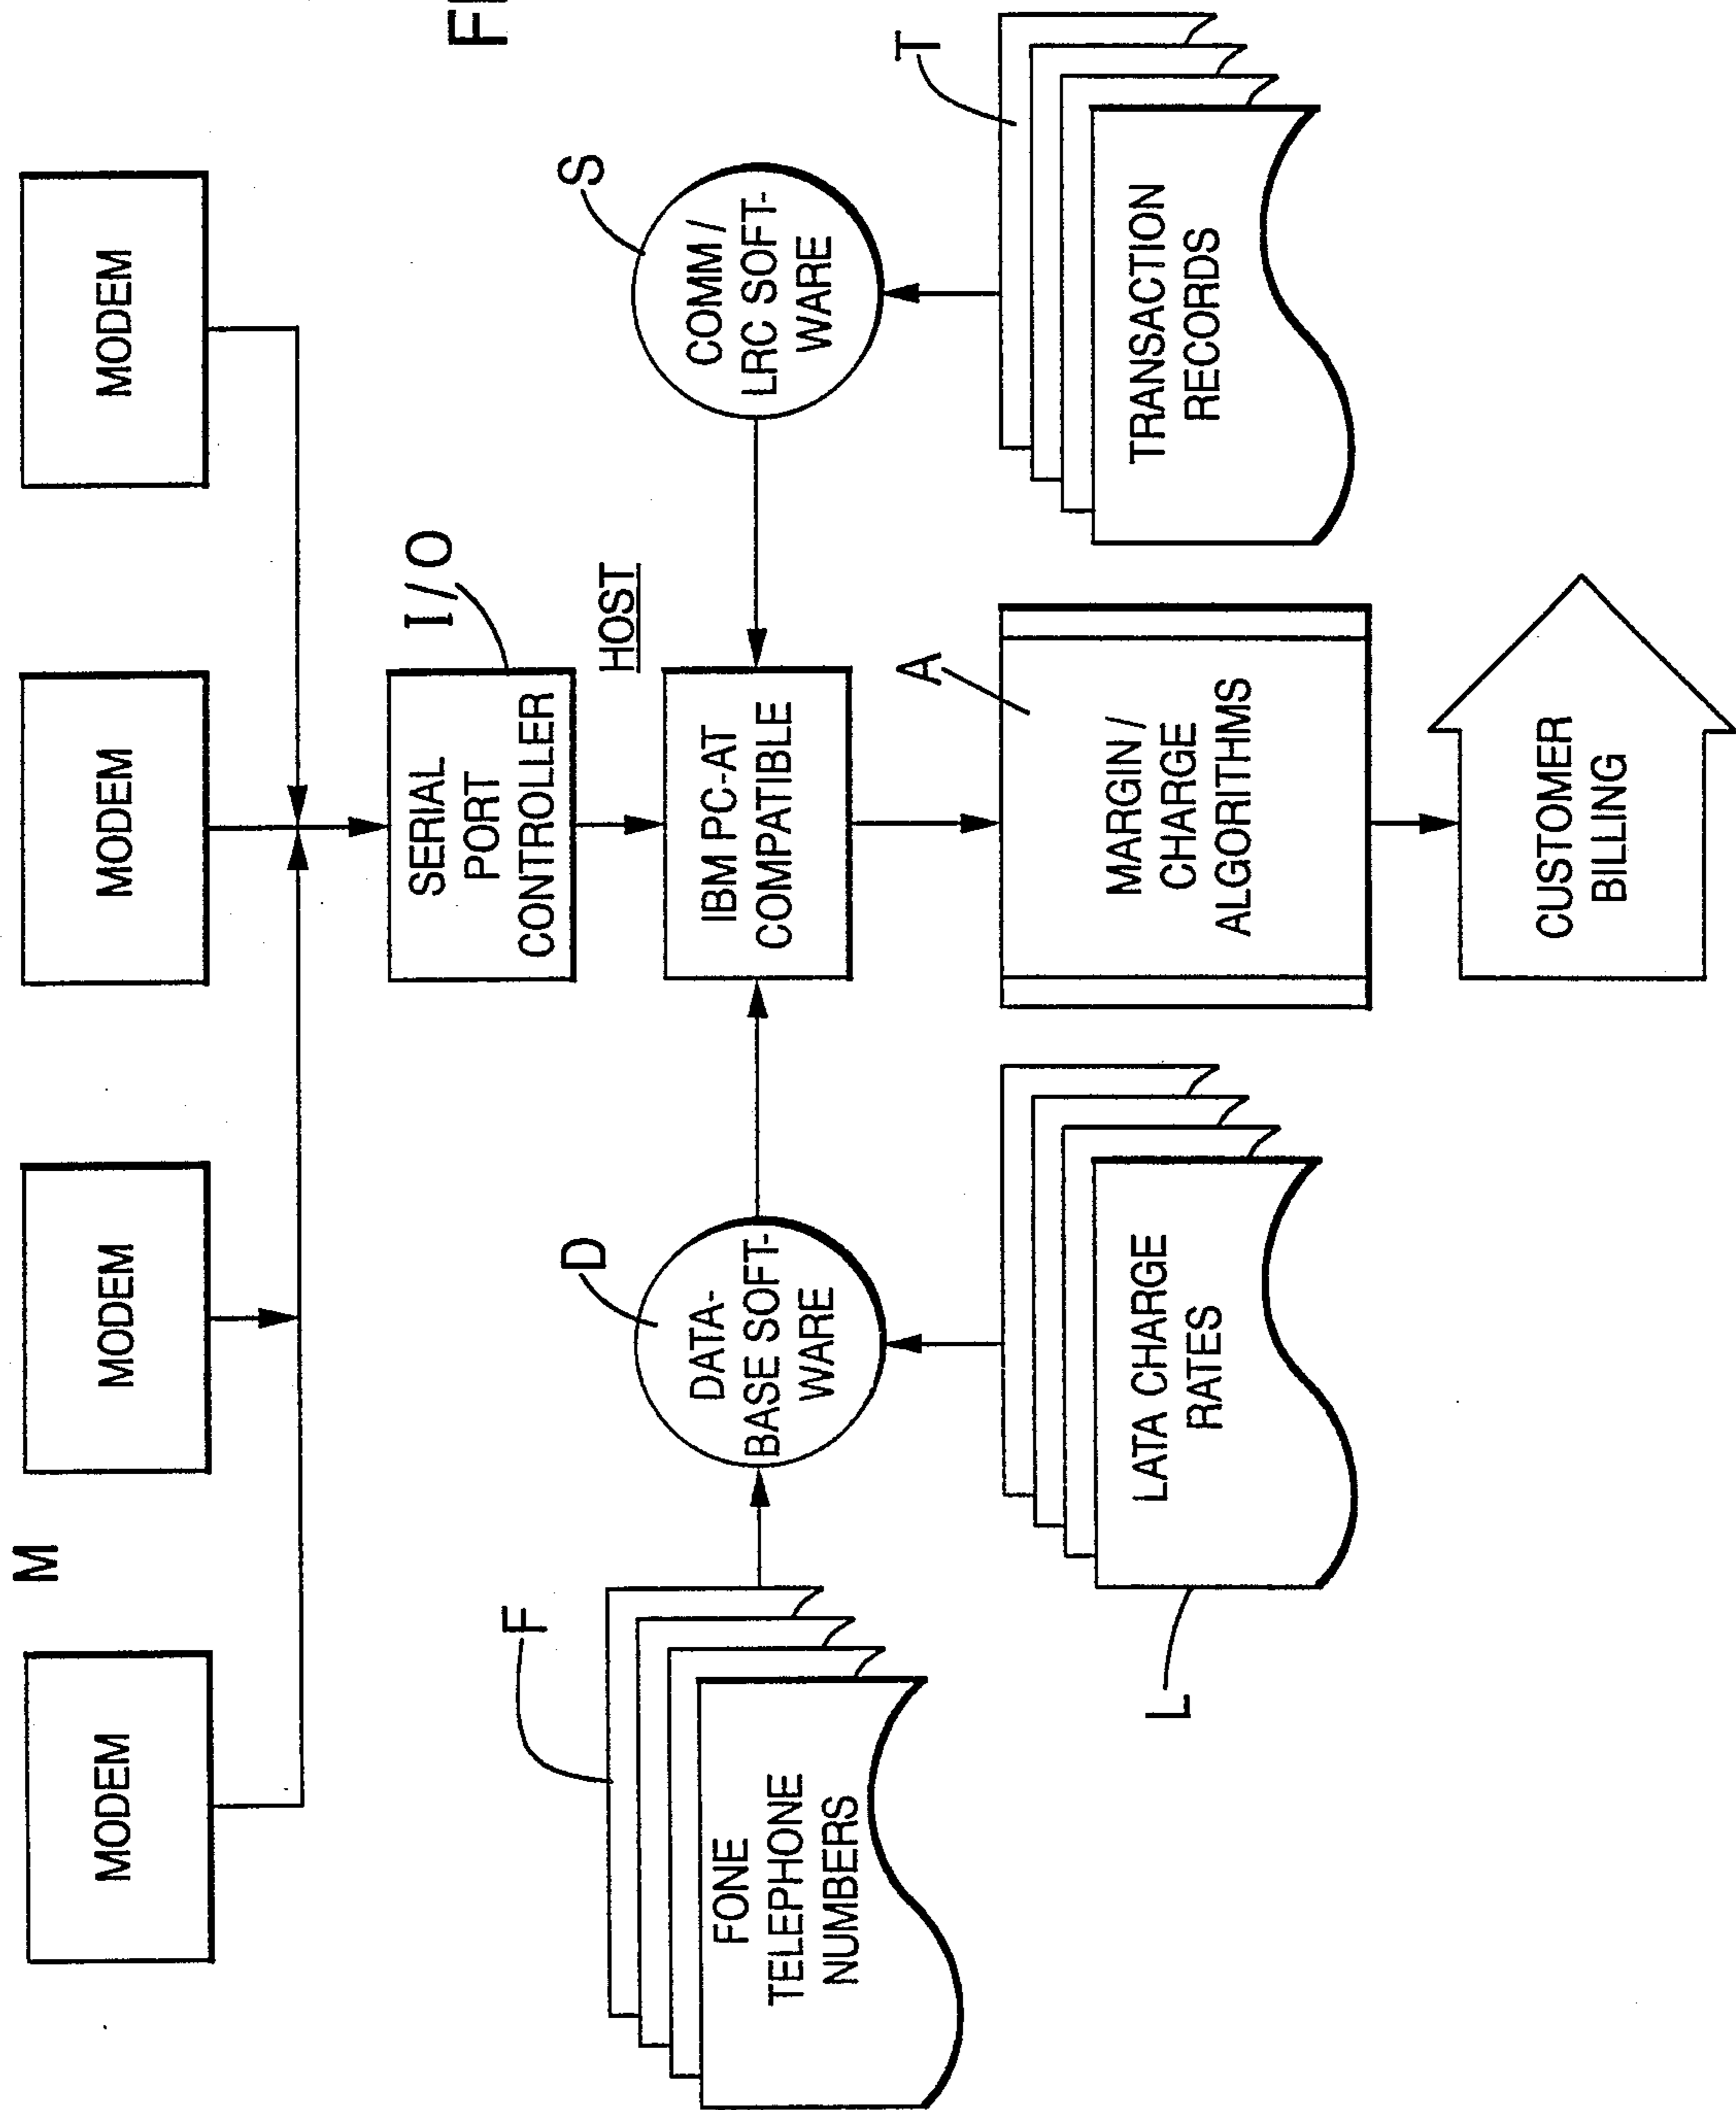 M
MODEM
MODEM
MODEM
MODEM
I/O
SERIAL
PORT
CONTROLLER
HOST
F
FONE
TELEPHONE
NUMBERS
D
DATA-
BASE SOFT-
WARE
IBM PC-AT
COMPATIBLE
S
COMM /
LRC SOFT-
WARE
L
LATA CHARGE
RATES
A
MARGIN /
CHARGE
ALGORITHMS
T
TRANSACTION
RECORDS
CUSTOMER
BILLING